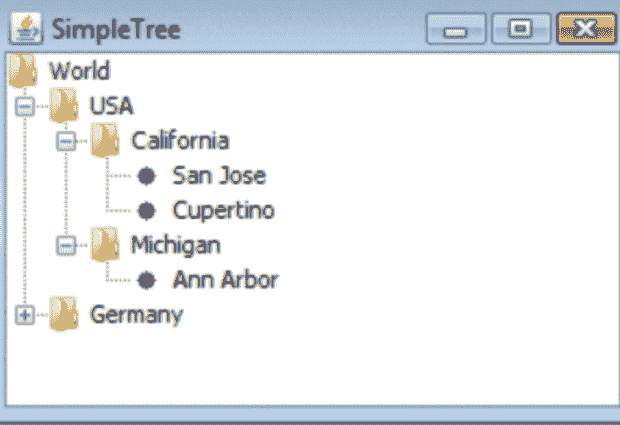 SimpleTree
World
USA
California
San Jose
Cupertino
Michigan
Ann Arbor
Germany